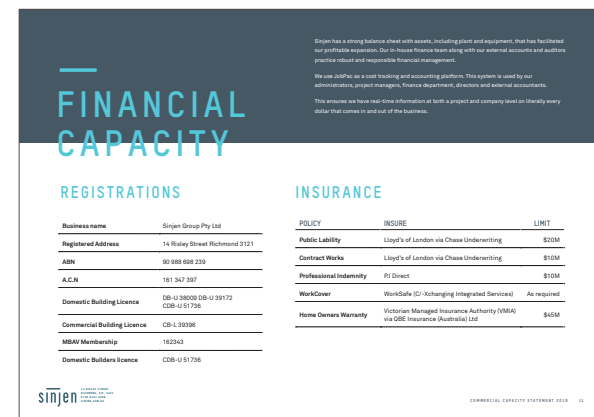 Sinjen has a strong balance sheet with assets, including plant and equipment, that has facilitated
our profitable expansion. Our in-house finance team along with our external accounts and auditors
practice robust and responsible financial management.
We use JobPac as a cost tracking and accounting platform. This system is used by our
administrators, project managers, finance department, directors and external accountants.
This ensures we have real-time information at both a project and company level on literally every
dollar that comes in and out of the business.
FINANCIAL
CAPACITY
REGISTRATIONS
Business name Sinjen Group Pty Ltd
Registered Address 14 Risley Street Richmond 3121
ABN 90 988 698 239
A.C.N 161 347 397
Domestic Building Licence DB-U 38009 DB-U 39172
CDB-U 51736
Commercial Building Licence CB-L 39396
MBAV Membership 162343
Domestic Builders licence CDB-U 51736
INSURANCE
POLICY INSURE LIMIT
Public Lability Lloyd's of London via Chase Underwriting $20M
Contract Works Lloyd's of London via Chase Underwriting $10M
Professional Indemnity P.I Direct $10M
WorkCover WorkSafe (C/-Xchanging Integrated Services) As required
Home Owners Warranty Victorian Managed Insurance Authority (VMIA)
via QBE Insurance (Australia) Ltd $45M
sinjen
COMMERCIAL CAPACITY STATEMENT 2018 11